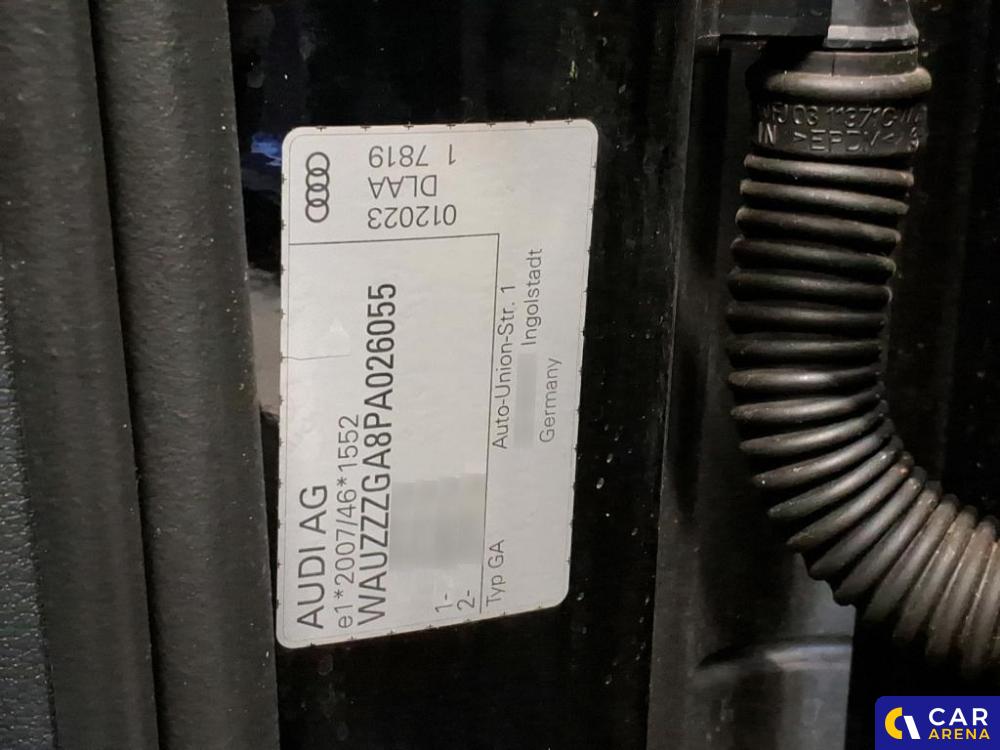 AUDI AG
e1*2007/46*1552
WAUZZZGA8PA026055
1-
2-
Typ GA
Auto-Union-Str. 1
Ingolstadt
Germany
012023
DLAA
1 7819
>EPDM<
CAR
ARENA